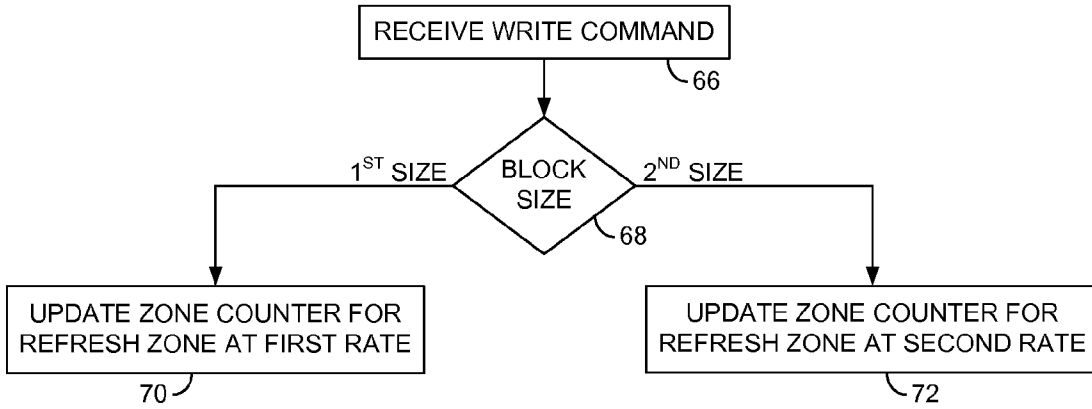 RECEIVE WRITE COMMAND
66
1ST SIZE
BLOCK
SIZE
2ND SIZE
68
UPDATE ZONE COUNTER FOR
REFRESH ZONE AT FIRST RATE
70
UPDATE ZONE COUNTER FOR
REFRESH ZONE AT SECOND RATE
72